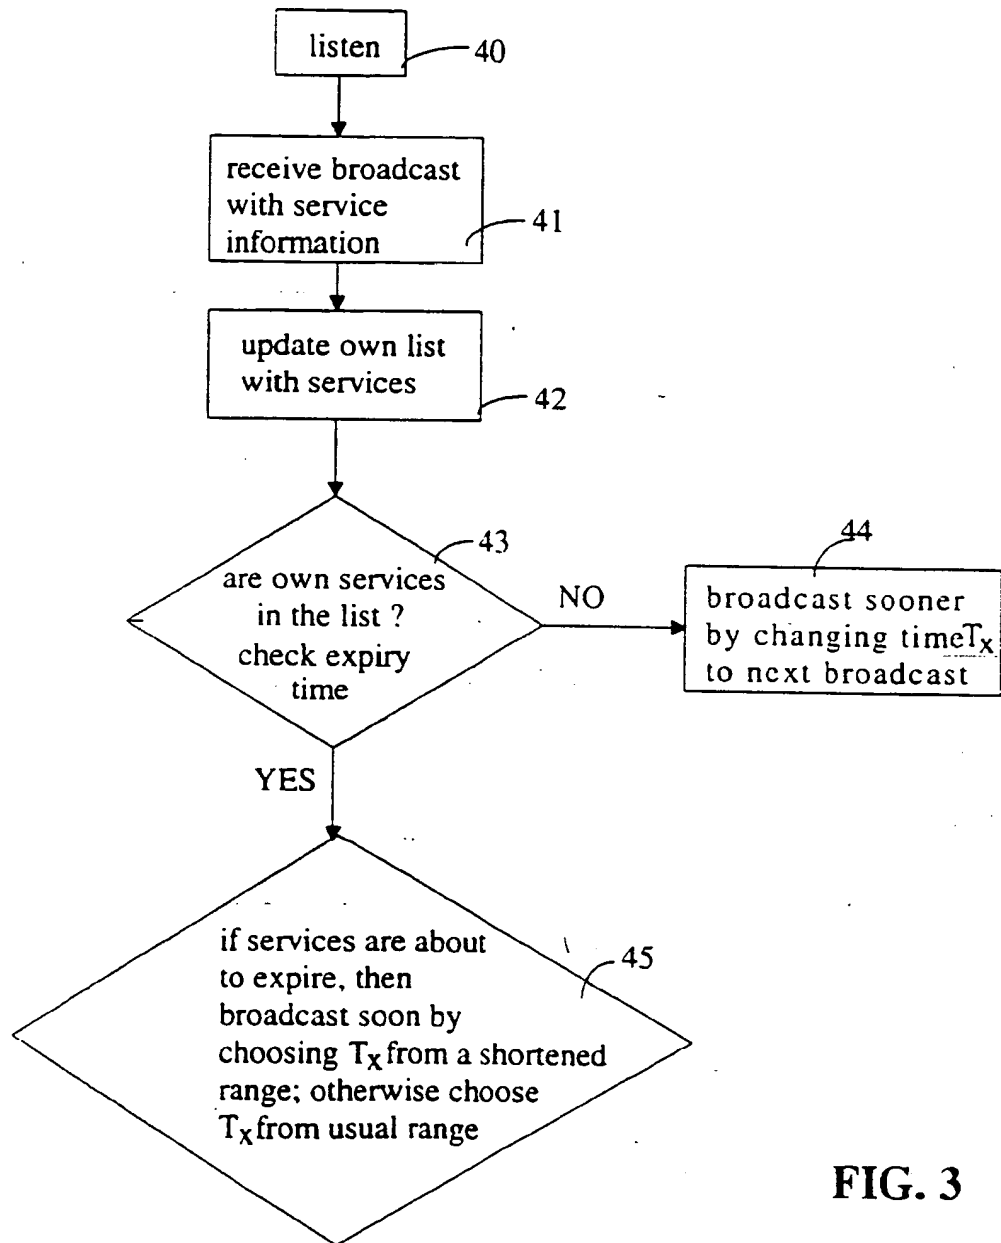 listen
40
receive broadcast
with service
information
41
update own list
with services
42
43
are own services
in the list ?
check expiry
time
NO
44
broadcast sooner
by changing time Tx
to next broadcast
YES
45
if services are about
to expire, then
broadcast soon by
choosing Tx from a shortened
range; otherwise choose
Tx from usual range
FIG. 3